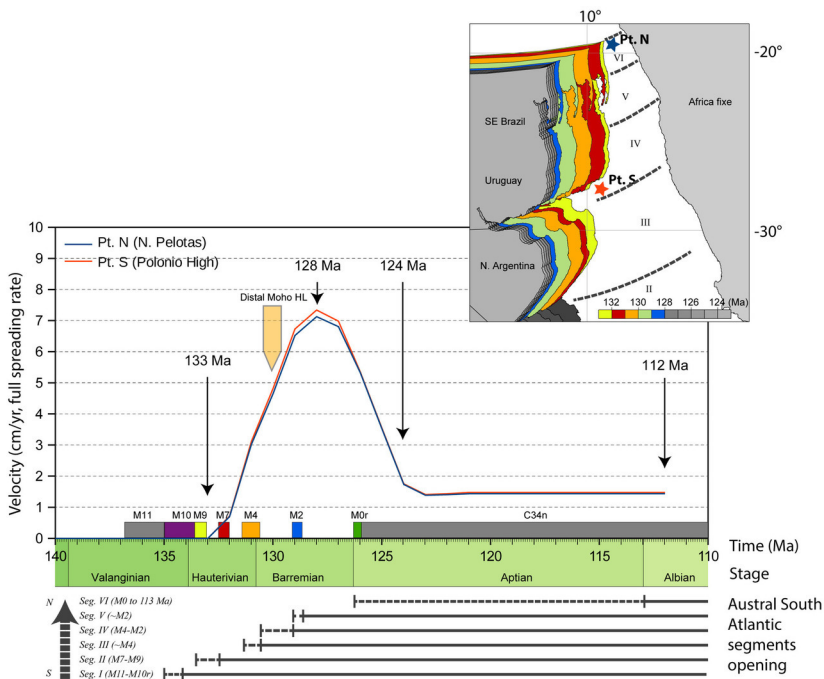 10°
Pt. N
-20°
VI
V
Africa fixe
SE Brazil
IV
Uruguay
Pt. S
III
-30°
N. Argentina
II
132 130 128 126 124 (Ma)
10
9
8
7
6
5
4
3
2
1
0
Velocity (cm/yr, full spreading rate)
Pt. N (N. Pelotas)
Pt. S (Polonio High)
128 Ma
124 Ma
Distal Moho HL
133 Ma
112 Ma
M11 M10 M9 M7 M4 M2 M0r C34n
140 135 130 125 120 115 110
Time (Ma)
Valanginian Hauterivian Barremian Aptian Albian
Stage
N
Seg. VI (M0 to 113 Ma)
Seg. V (~M2)
Seg. IV (M4-M2)
Seg. III (~M4)
Seg. II (M7-M9)
S
Seg. I (M11-M10r)
Austral South
Atlantic
segments
opening